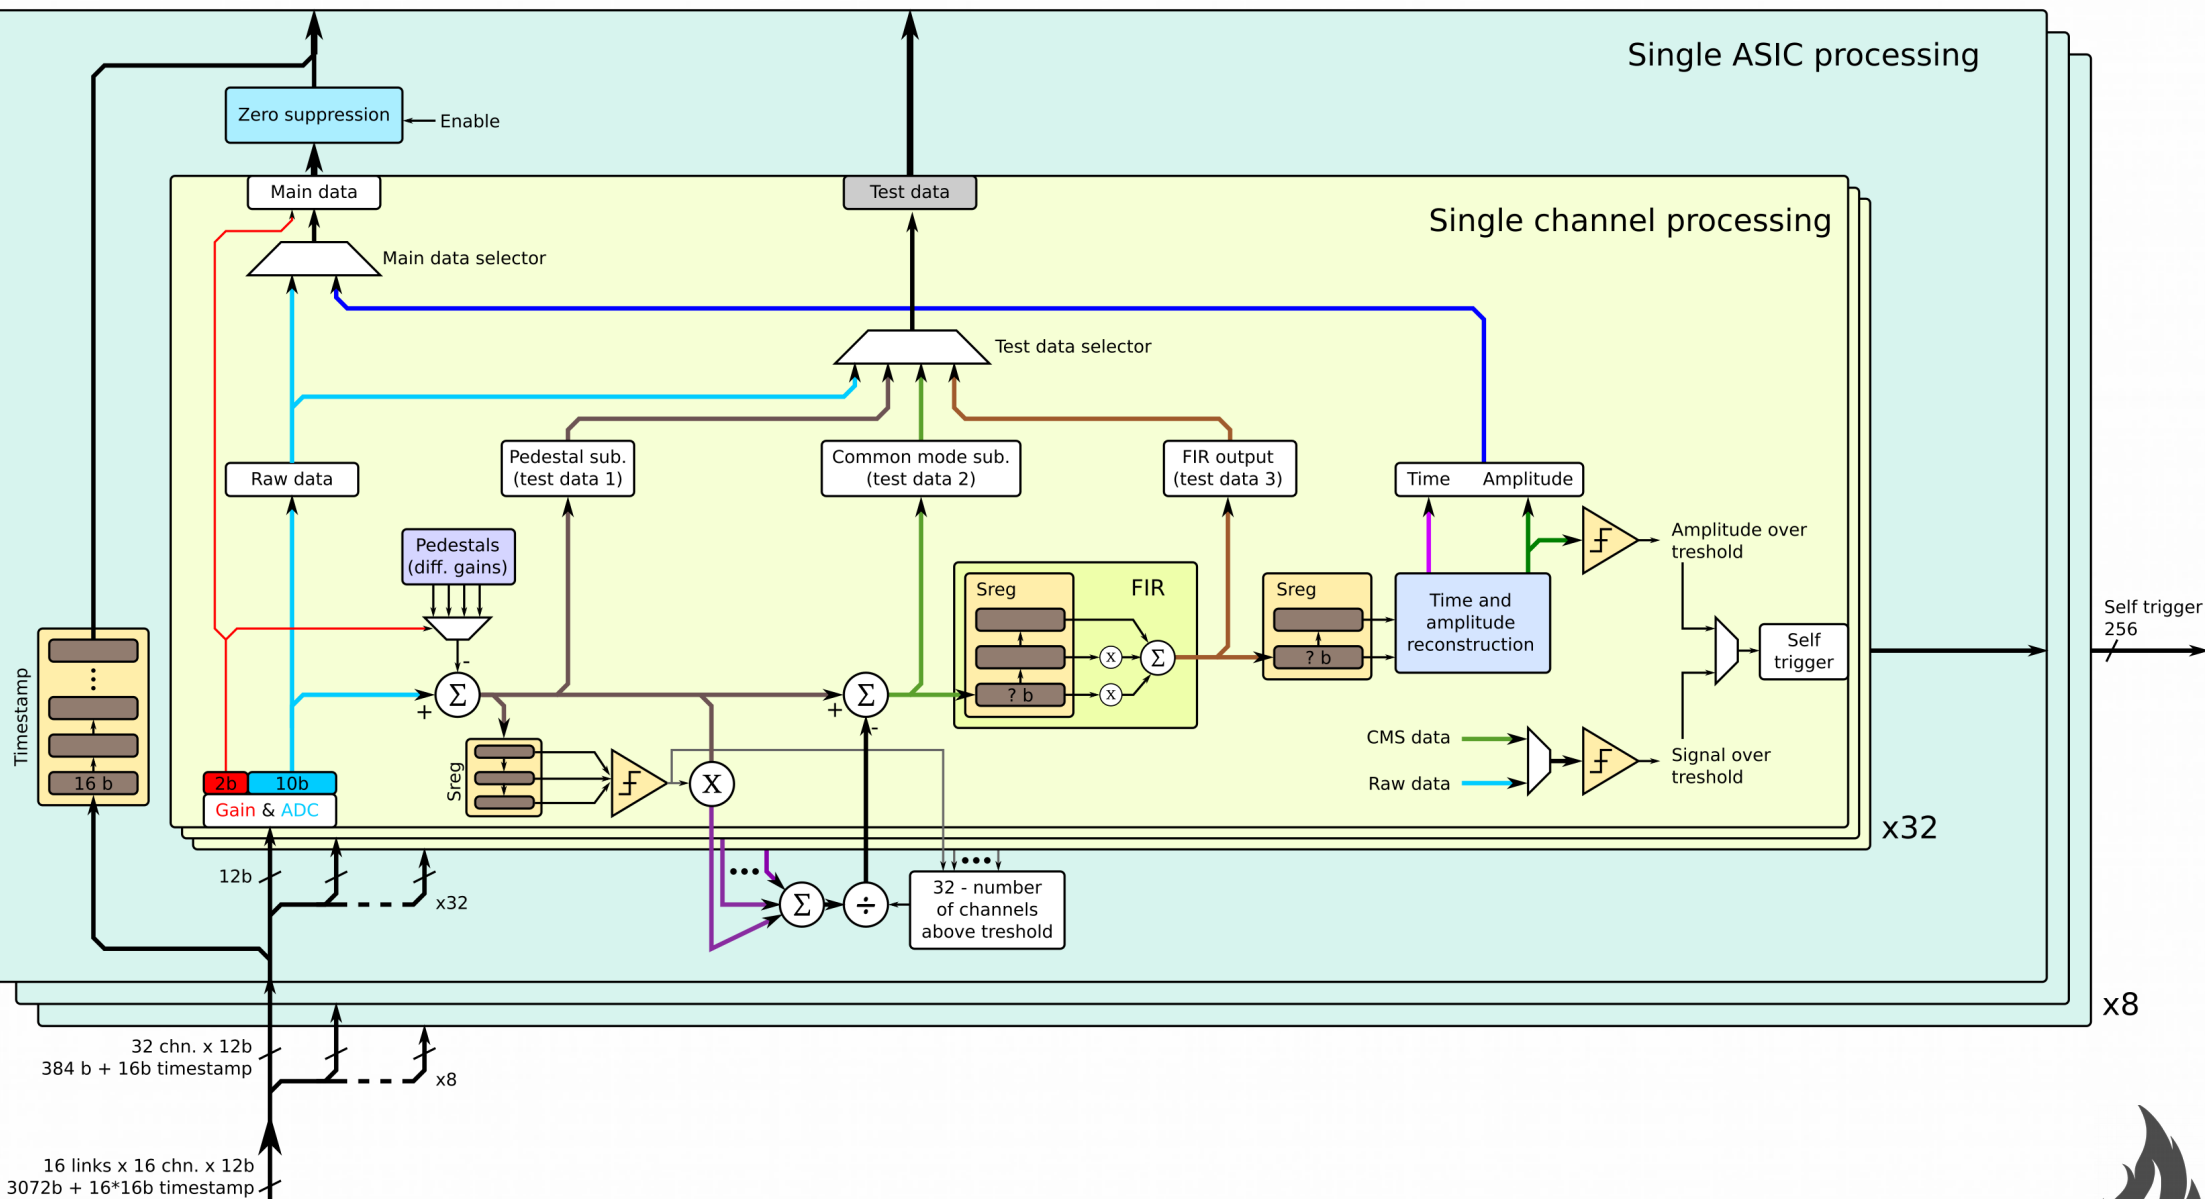 Single ASIC processing
Zero suppression
Enable
Main data
Test data
Single channel processing
Main data selector
Test data selector
Raw data
Pedestal sub.
(test data 1)
Common mode sub.
(test data 2)
FIR output
(test data 3)
Time Amplitude
Pedestals
(diff. gains)
Amplitude over
treshold
Sreg
FIR
? b
x
x
Σ
Sreg
? b
Time and
amplitude
reconstruction
Self
trigger
Self trigger
256
Timestamp
16 b
-
+
Σ
+
Σ
-
Sreg
X
CMS data
Raw data
Signal over
treshold
2b
10b
Gain & ADC
x32
12b
x32
Σ
÷
32 - number
of channels
above treshold
x8
32 chn. x 12b
384 b + 16b timestamp
x8
16 links x 16 chn. x 12b
3072b + 16*16b timestamp